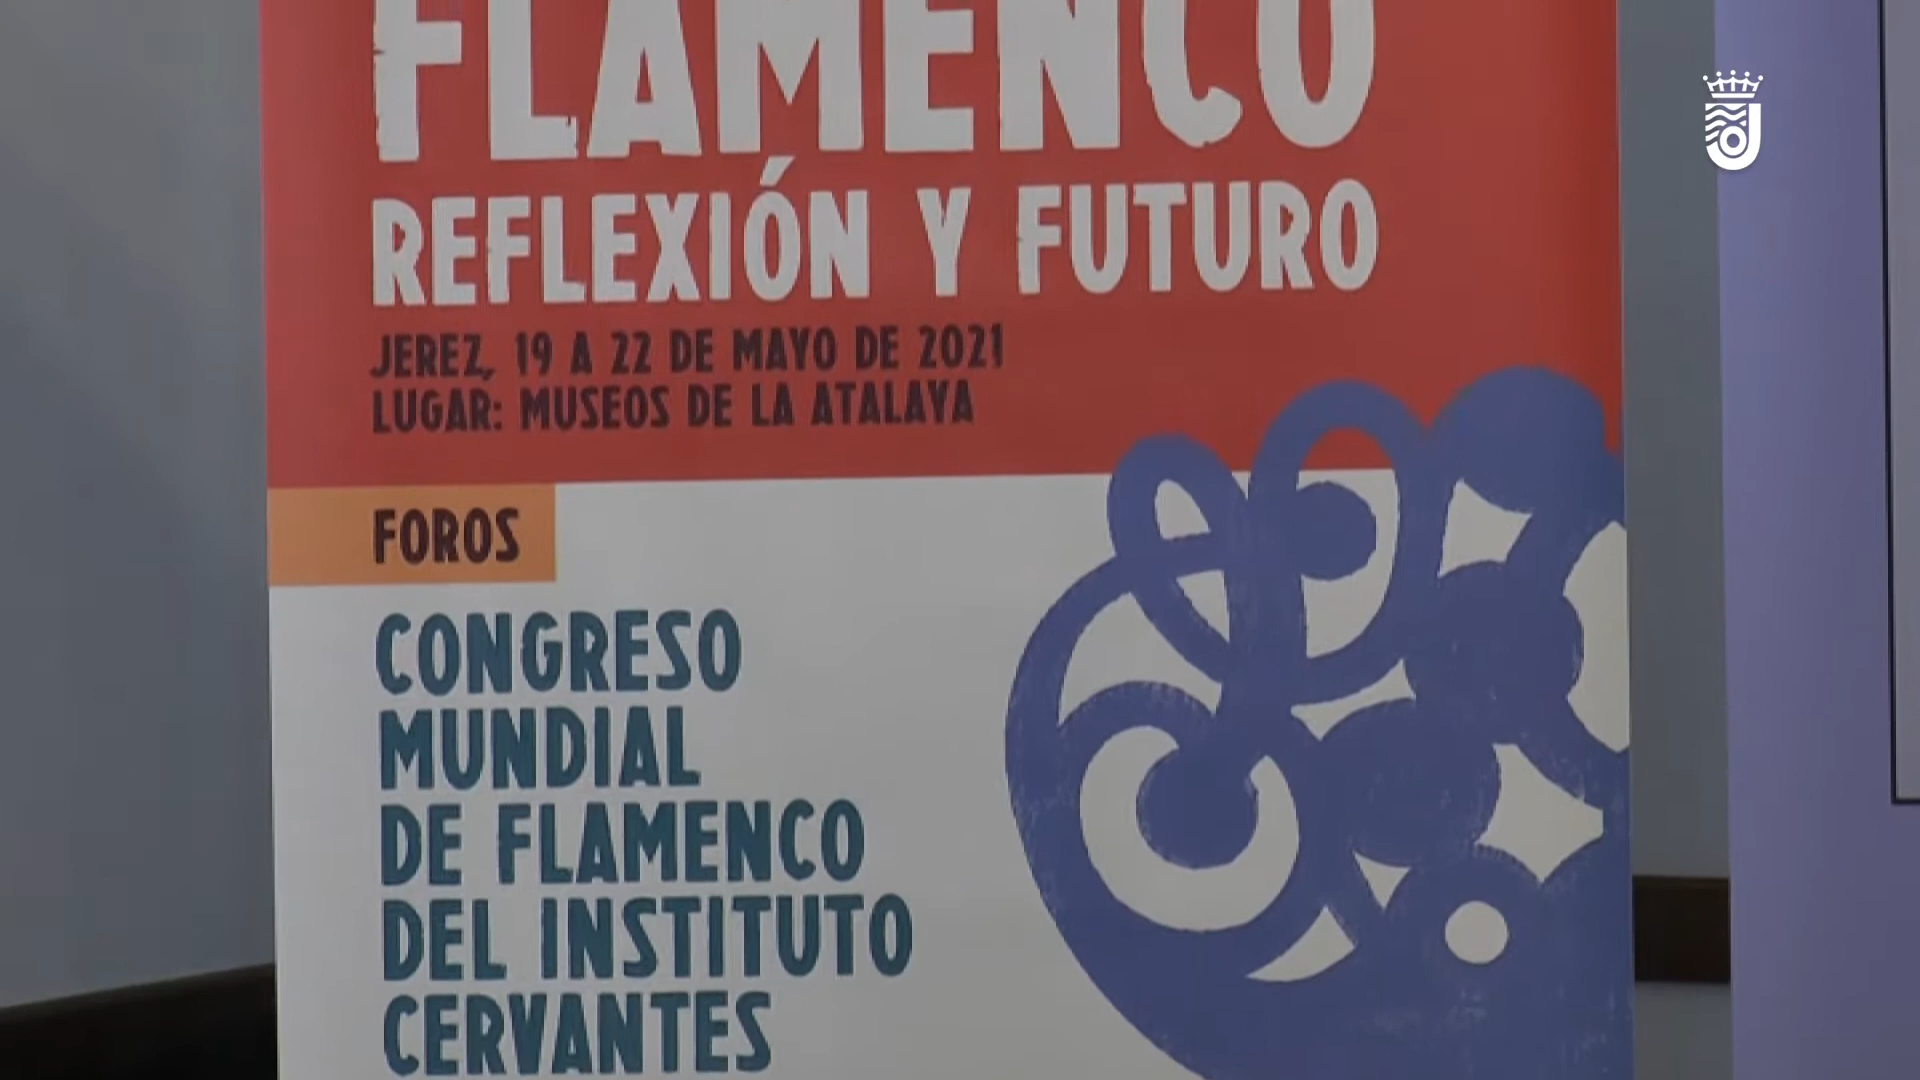 FLAMENCO
REFLEXIÓN Y FUTURO
JEREZ, 19 A 22 DE MAYO DE 2021
LUGAR: MUSEOS DE LA ATALAYA
FOROS
CONGRESO
MUNDIAL
DE FLAMENCO
DEL INSTITUTO
CERVANTES